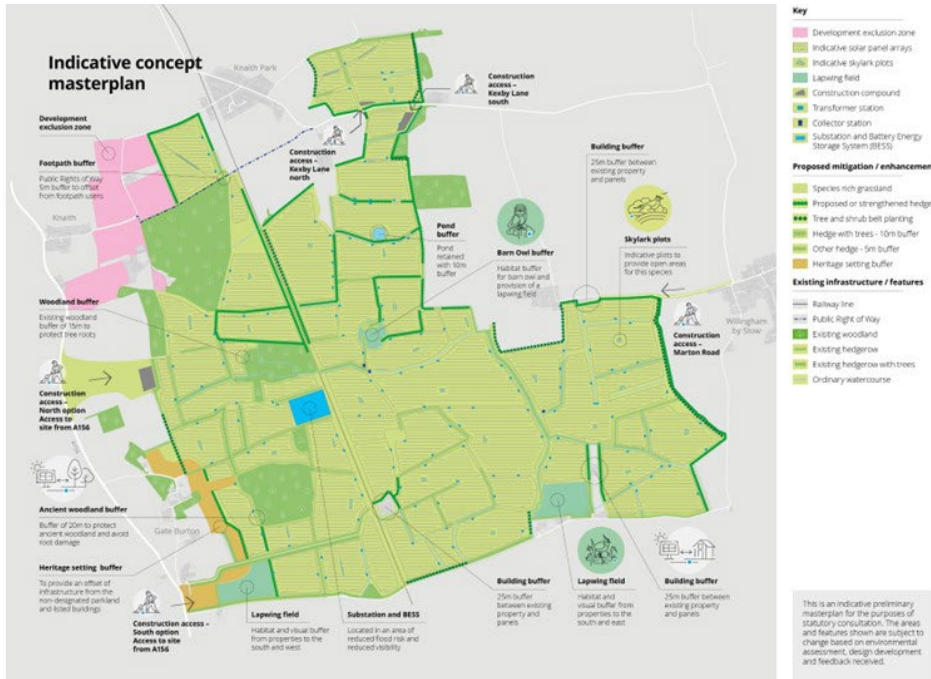 Indicative concept
masterplan
Knaith Park
Construction
access –
Kexby Lane
south
Development
exclusion zone
Footpath buffer
Public Rights of Way
5m buffer to offset
from footpath users
Construction
access –
Kexby Lane
north
Building buffer
25m buffer between
existing property
and panels
Knaith
Pond
buffer
Pond
retained
with 10m
buffer
Barn Owl buffer
Habitat buffer
for barn owl and
provision of a
lapwing field
Skylark plots
Indicative plots to
provide open areas
for this species
Woodland buffer
Existing woodland
buffer of 15m to
protect tree roots
Willingham
by Stow
Construction
access –
Marton Road
Construction
access –
North option
Access to
site from A156
Ancient woodland buffer
Buffer of 20m to protect
ancient woodland and avoid
root damage
Gate Burton
Heritage setting buffer
To provide an offset of
infrastructure from the
non-designated parkland
and listed buildings
Construction
access –
South option
Access to site
from A156
Lapwing field
Habitat and visual buffer
from properties to the
south and west
Substation and BESS
Located in an area of
reduced flood risk and
reduced visibility
Building buffer
25m buffer
between existing
property and
panels
Lapwing field
Habitat and
visual buffer from
properties to the
south and east
Building buffer
25m buffer between
existing property
and panels
Key
Development exclusion zone
Indicative solar panel arrays
Indicative skylark plots
Lapwing field
Construction compound
Transformer station
Collector station
Substation and Battery Energy
Storage System (BESS)
Proposed mitigation / enhancemen
Species rich grassland
Proposed or strengthened hedge
Tree and shrub belt planting
Hedge with trees - 10m buffer
Other hedge - 5m buffer
Heritage setting buffer
Existing infrastructure / features
Railway line
Public Right of Way
Existing woodland
Existing hedgerow
Existing hedgerow with trees
Ordinary watercourse
This is an indicative preliminary
masterplan for the purposes of
statutory consultation. The areas
and features shown are subject to
change based on environmental
assessment, design development
and feedback received.